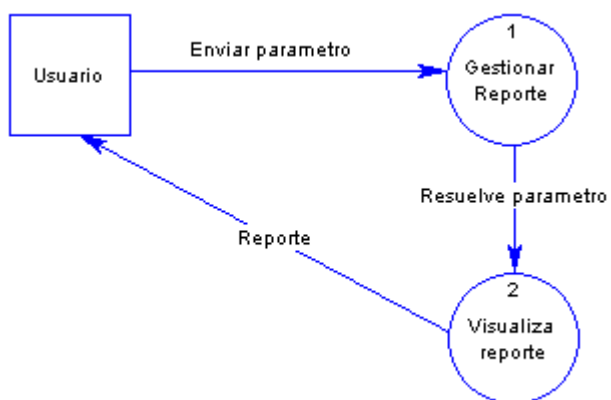 Usuario
Enviar parametro
1
Gestionar
Reporte
Resuelve parametro
Reporte
2
Visualiza
reporte